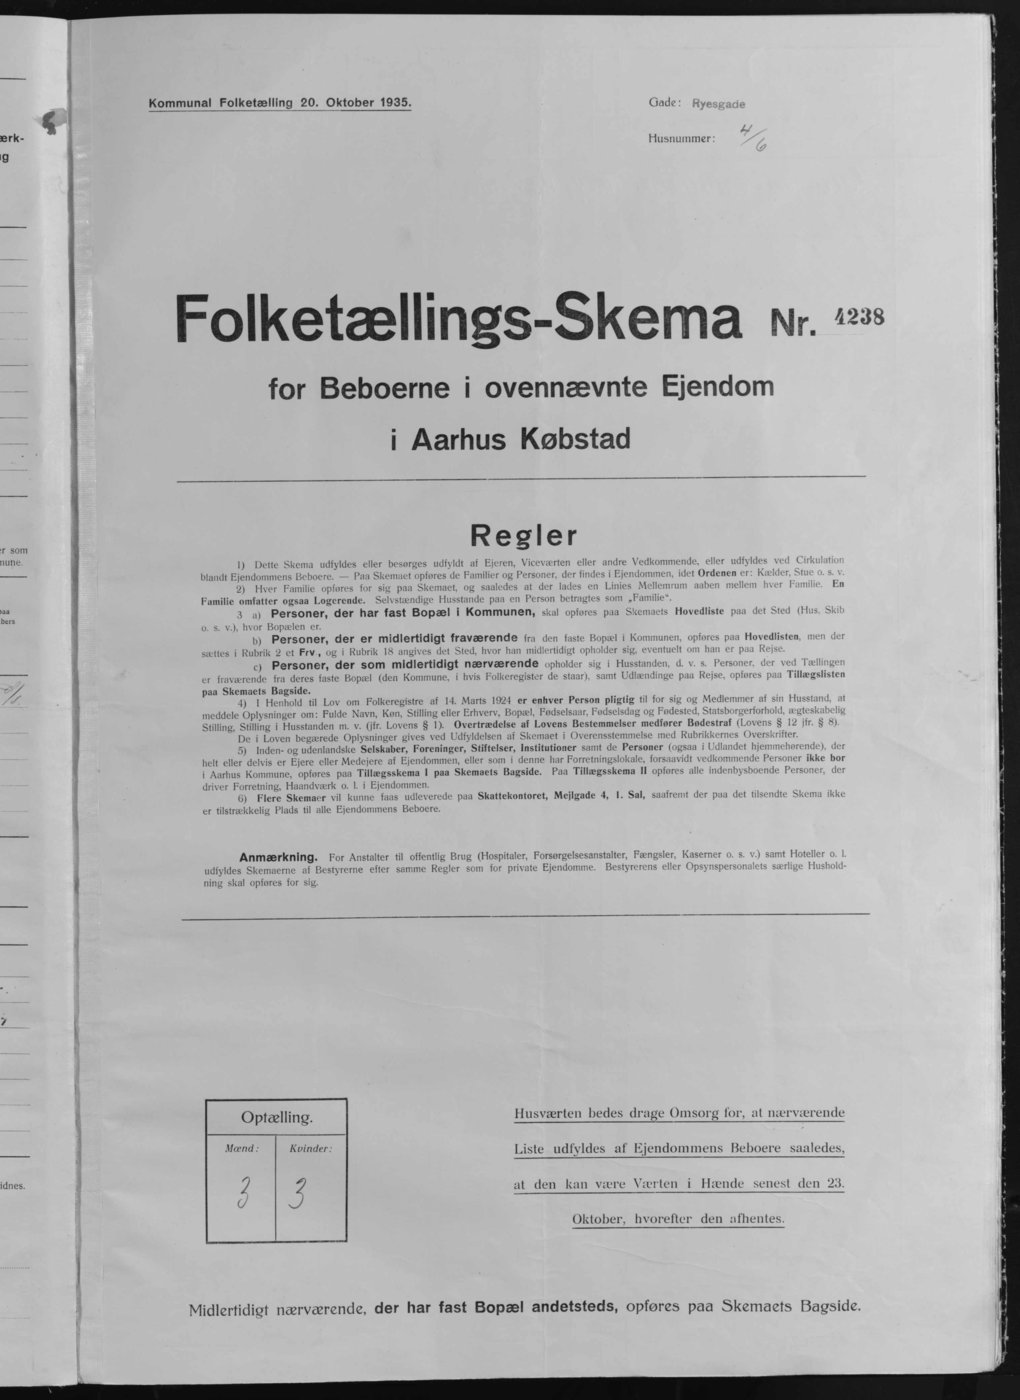 Kommunal Folketælling 20. Oktober 1935.
Gade: Ryesgade
Husnummer: 4/6
Folketællings-Skema Nr. 4238
for Beboerne i ovennævnte Ejendom
i Aarhus Købstad
Regler
1) Dette Skema udfyldes eller besørges udfyldt af Ejeren, Viceværten eller andre Vedkommende, eller udfyldes ved Cirkulation
blandt Ejendommens Beboere. — Paa Skemaet opføres de Familier og Personer, der findes i Ejendommen, idet Ordenen er: Kælder, Stue o. s. v.
2) Hver Familie opføres for sig paa Skemaet, og saaledes at der lades en Linies Mellemrum aaben mellem hver Familie. En
Familie omfatter ogsaa Logerende. Selvstændige Husstande paa en Person betragtes som „Familie“.
3 a) Personer, der har fast Bopæl i Kommunen, skal opføres paa Skemaets Hovedliste paa det Sted (Hus, Skib
o. s. v.), hvor Bopælen er.
b) Personer, der er midlertidigt fraværende fra den faste Bopæl i Kommunen, opføres paa Hovedlisten, men der
sættes i Rubrik 2 et Frv., og i Rubrik 18 angives det Sted, hvor han midlertidigt opholder sig, eventuelt om han er paa Rejse.
c) Personer, der som midlertidigt nærværende opholder sig i Husstanden, d. v. s. Personer, der ved Tællingen
er fraværende fra deres faste Bopæl (den Kommune, i hvis Folkeregister de staar), samt Udlændinge paa Rejse, opføres paa Tillægslisten
paa Skemaets Bagside.
4) I Henhold til Lov om Folkeregistre af 14. Marts 1924 er enhver Person pligtig til for sig og Medlemmer af sin Husstand, at
meddele Oplysninger om: Fulde Navn, Køn, Stilling eller Erhverv, Bopæl, Fødselsaar, Fødselsdag og Fødested, Statsborgerforhold, ægteskabelig
Stilling, Stilling i Husstanden m. v. (jfr. Lovens § 1). Overtrædelse af Lovens Bestemmelser medfører Bødestraf (Lovens § 12 jfr. § 8).
De i Loven begærede Oplysninger gives ved Udfyldelsen af Skemaet i Overensstemmelse med Rubrikkernes Overskrifter.
5) Inden- og udenlandske Selskaber, Foreninger, Stiftelser, Institutioner samt de Personer (ogsaa i Udlandet hjemmehørende), der
helt eller delvis er Ejere eller Medejere af Ejendommen, eller som i denne har Forretningslokale, forsaavidt vedkommende Personer ikke bor
i Aarhus Kommune, opføres paa Tillægsskema I paa Skemaets Bagside. Paa Tillægsskema II opføres alle indenbysboende Personer, der
driver Forretning, Haandværk o. l. i Ejendommen.
6) Flere Skemaer vil kunne faas udleverede paa Skattekontoret, Mejlgade 4, 1. Sal, saafremt der paa det tilsendte Skema ikke
er tilstrækkelig Plads til alle Ejendommens Beboere.
Anmærkning. For Anstalter til offentlig Brug (Hospitaler, Forsørgelsesanstalter, Fængsler, Kaserner o. s. v.) samt Hoteller o. l.
udfyldes Skemaerne af Bestyrerne efter samme Regler som for private Ejendomme. Bestyrerens eller Opsynspersonalets særlige Hushold-
ning skal opføres for sig.
Optælling.
Mænd: Kvinder:
3 3
Husværten bedes drage Omsorg for, at nærværende
Liste udfyldes af Ejendommens Beboere saaledes,
at den kan være Værten i Hænde senest den 23.
Oktober, hvorefter den afhentes.
Midlertidigt nærværende, der har fast Bopæl andetsteds, opføres paa Skemaets Bagside.